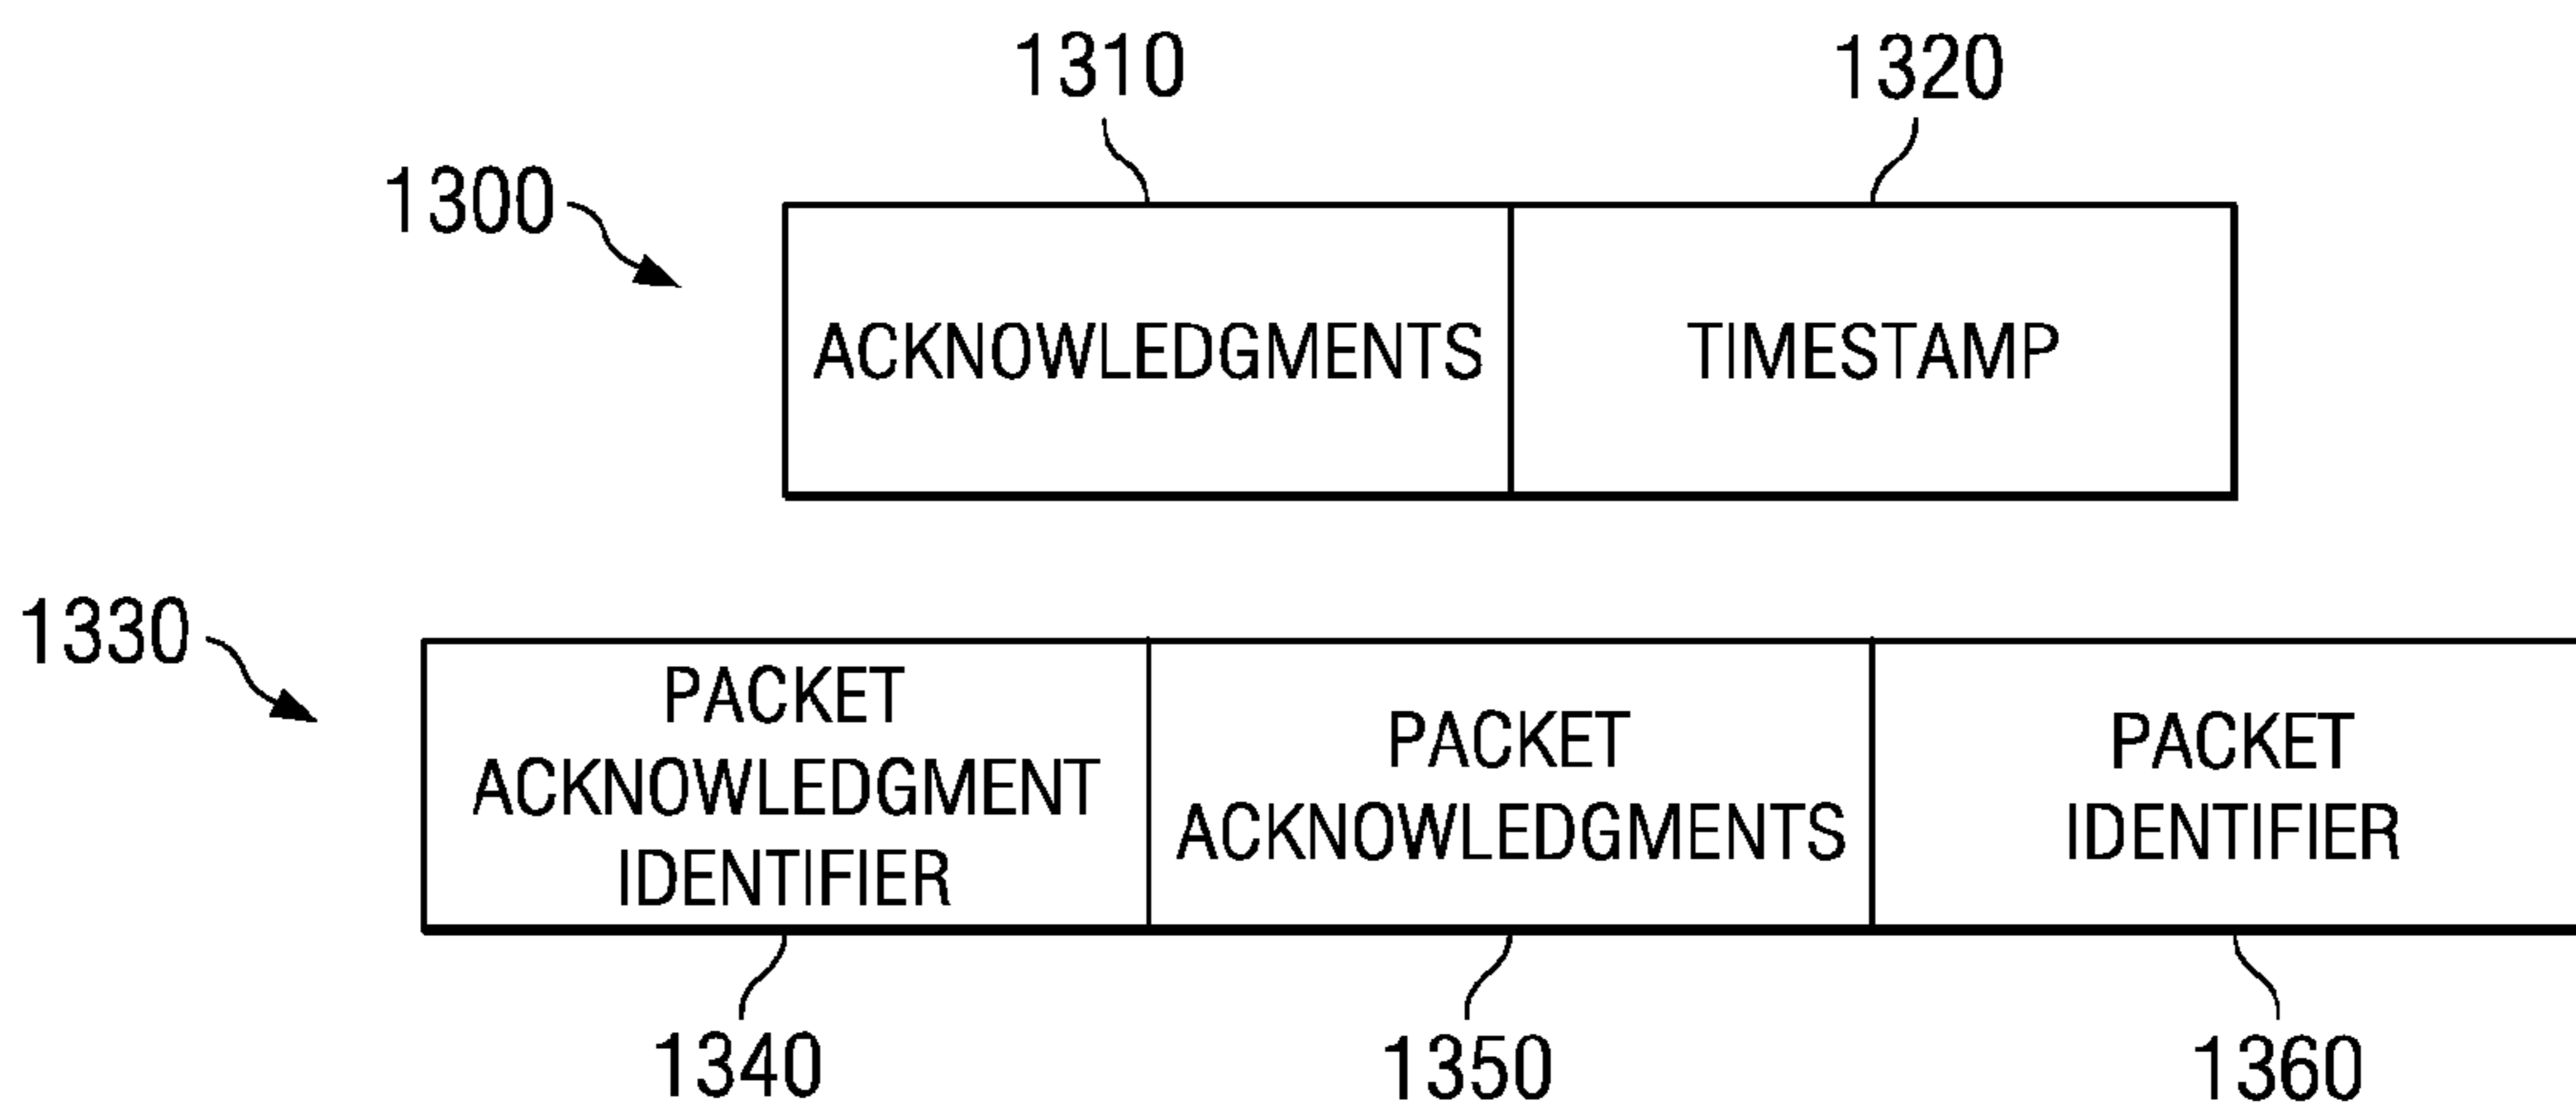 1310
1320
1300
ACKNOWLEDGMENTS
TIMESTAMP
1330
PACKET
ACKNOWLEDGMENT
IDENTIFIER
PACKET
ACKNOWLEDGMENTS
PACKET
IDENTIFIER
1340
1350
1360